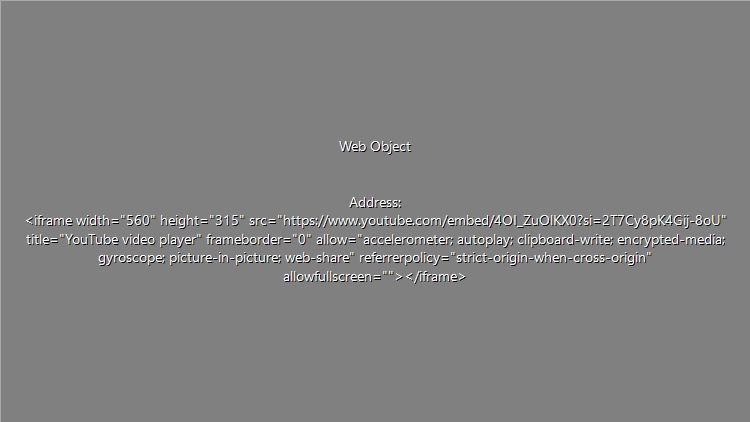 Web Object
Address:
<iframe width="560" height="315" src="https://www.youtube.com/embed/4OI_ZuOlKX0?si=2T7Cy8pK4Gij-8oU"
title="YouTube video player" frameborder="0" allow="accelerometer; autoplay; clipboard-write; encrypted-media;
gyroscope; picture-in-picture; web-share" referrerpolicy="strict-origin-when-cross-origin"
allowfullscreen=""></iframe>